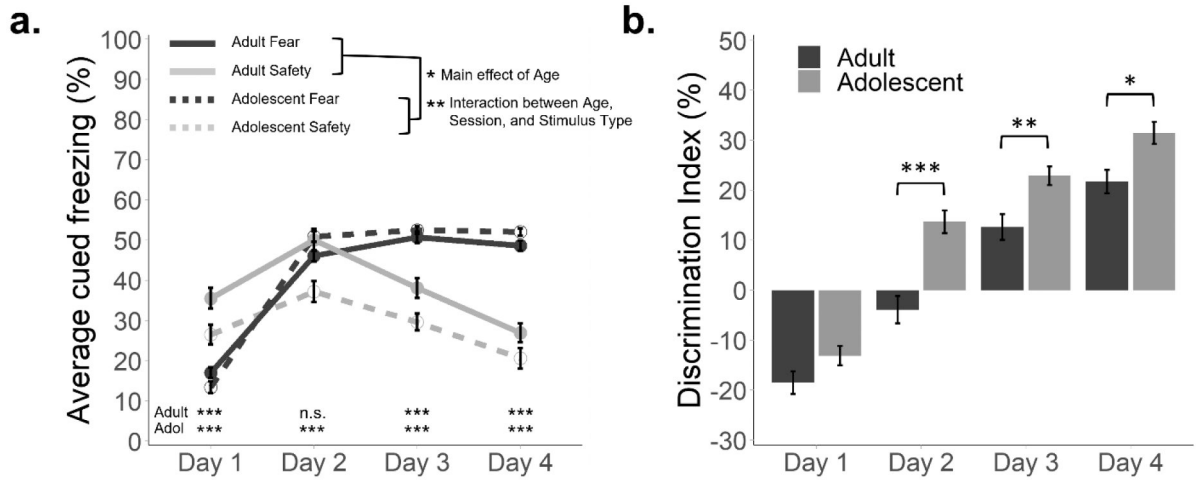 a.
Average cued freezing (%)
100
90
80
70
60
50
40
30
20
10
0
Adult Fear
Adult Safety
Adolescent Fear
Adolescent Safety
* Main effect of Age
** Interaction between Age,
Session, and Stimulus Type
Adult *** n.s. *** ***
Adol *** *** *** ***
Day 1 Day 2 Day 3 Day 4
b.
Discrimination Index (%)
50
40
30
20
10
0
-10
-20
-30
Adult
Adolescent
***
**
*
Day 1 Day 2 Day 3 Day 4